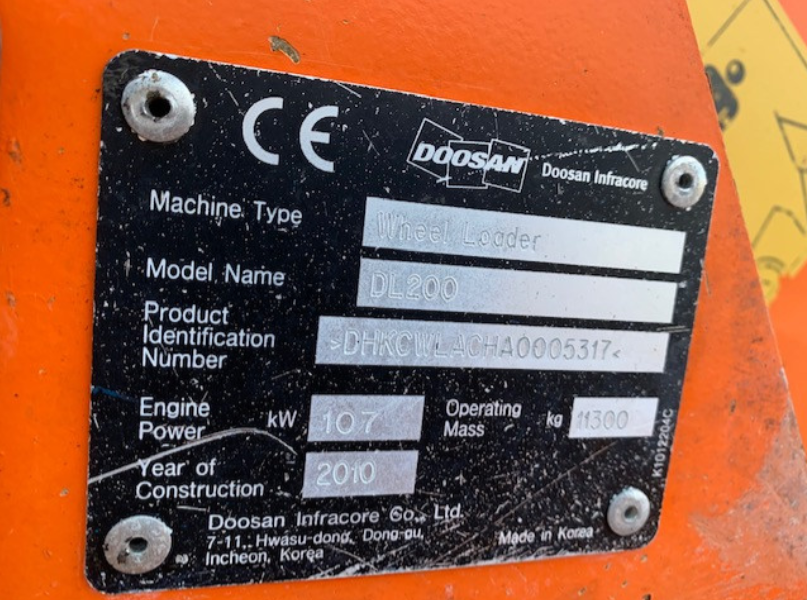 CE
DOOSAN Doosan Infracore
Machine Type Wheel Loader
Model Name DL200
Product
Identification
Number >DHKCWLACHA0005317<
Engine
Power kW 107 Operating
Mass kg 11300
Year of
Construction 2010
Doosan Infracore Co., Ltd.
7-11, Hwasu-dong, Dong-gu,
Incheon, Korea
Made in Korea
K1012204C